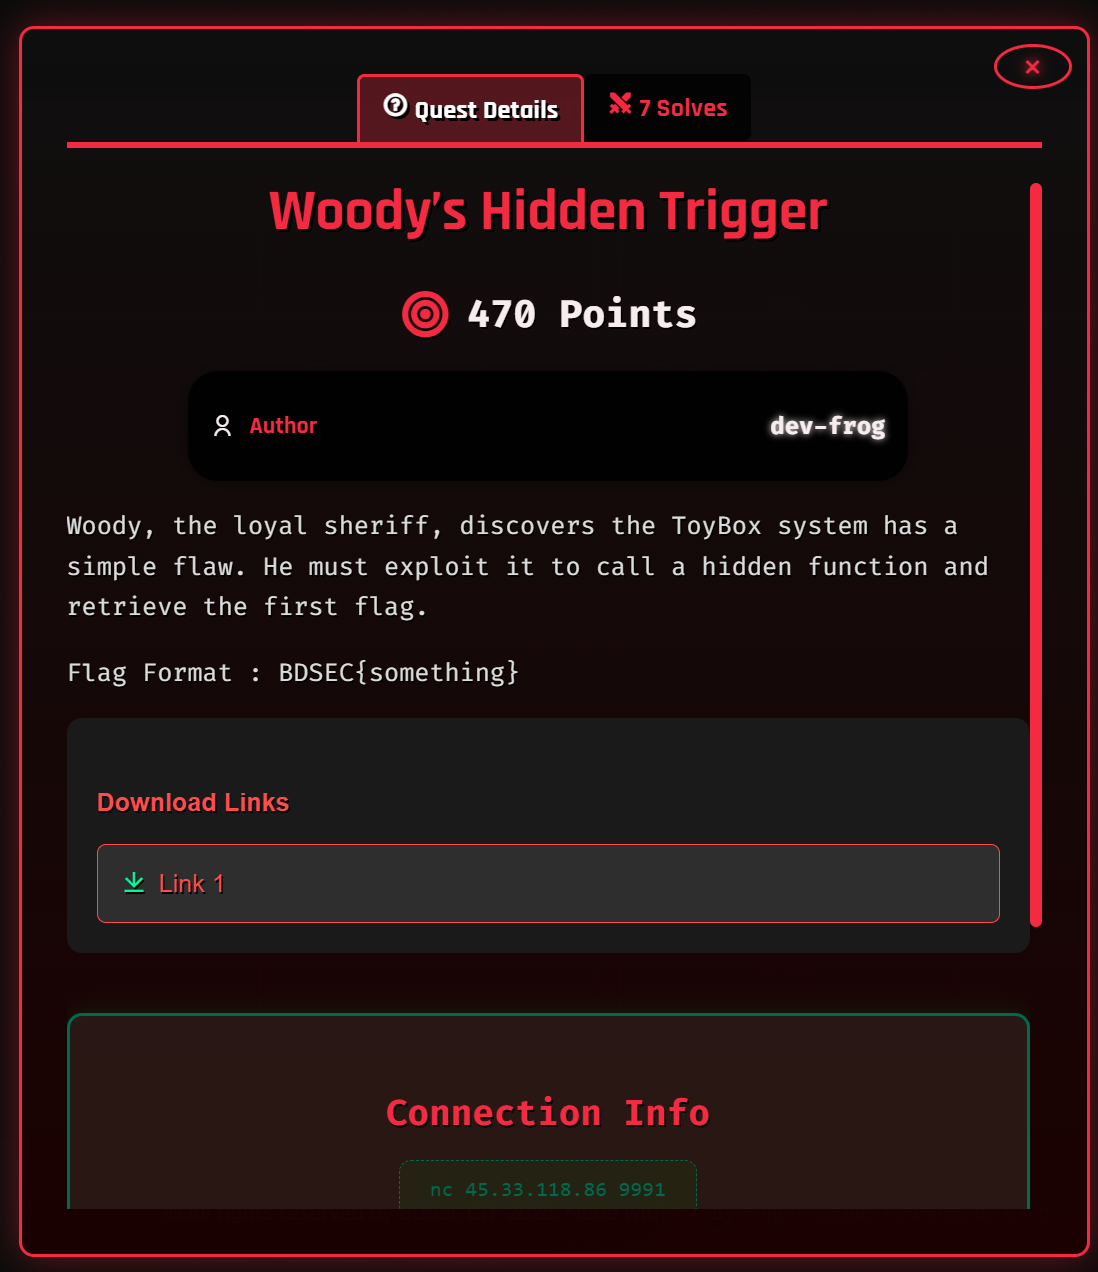 Quest Details
7 Solves
Woody's Hidden Trigger
470 Points
Author
dev-frog
Woody, the loyal sheriff, discovers the ToyBox system has a
simple flaw. He must exploit it to call a hidden function and
retrieve the first flag.
Flag Format : BDSEC{something}
Download Links
Link 1
Connection Info
nc 45.33.118.86 9991